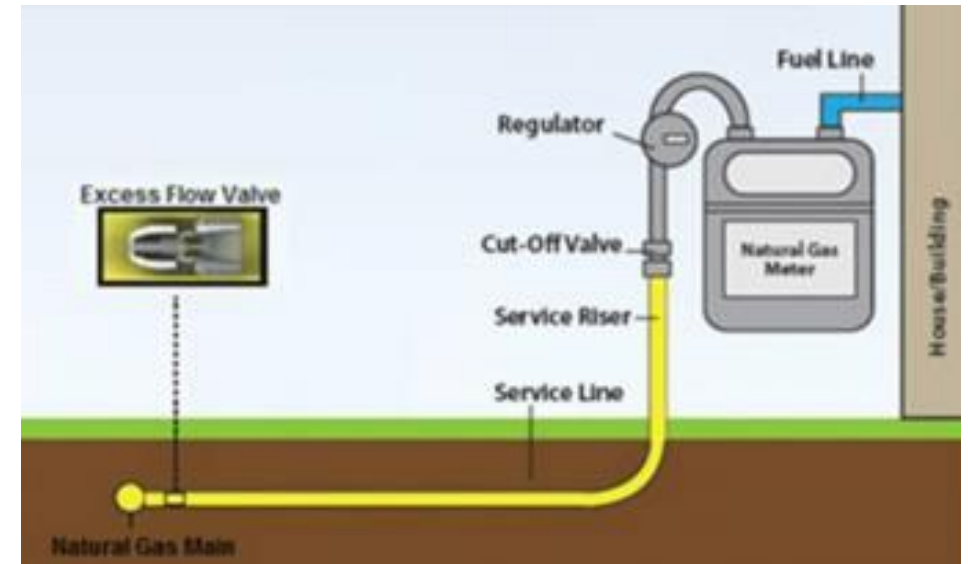 Fuel Line
Regulator
Excess Flow Valve
Cut-Off Valve
Natural Gas
Meter
House/Building
Service Riser
Service Line
Natural Gas Main